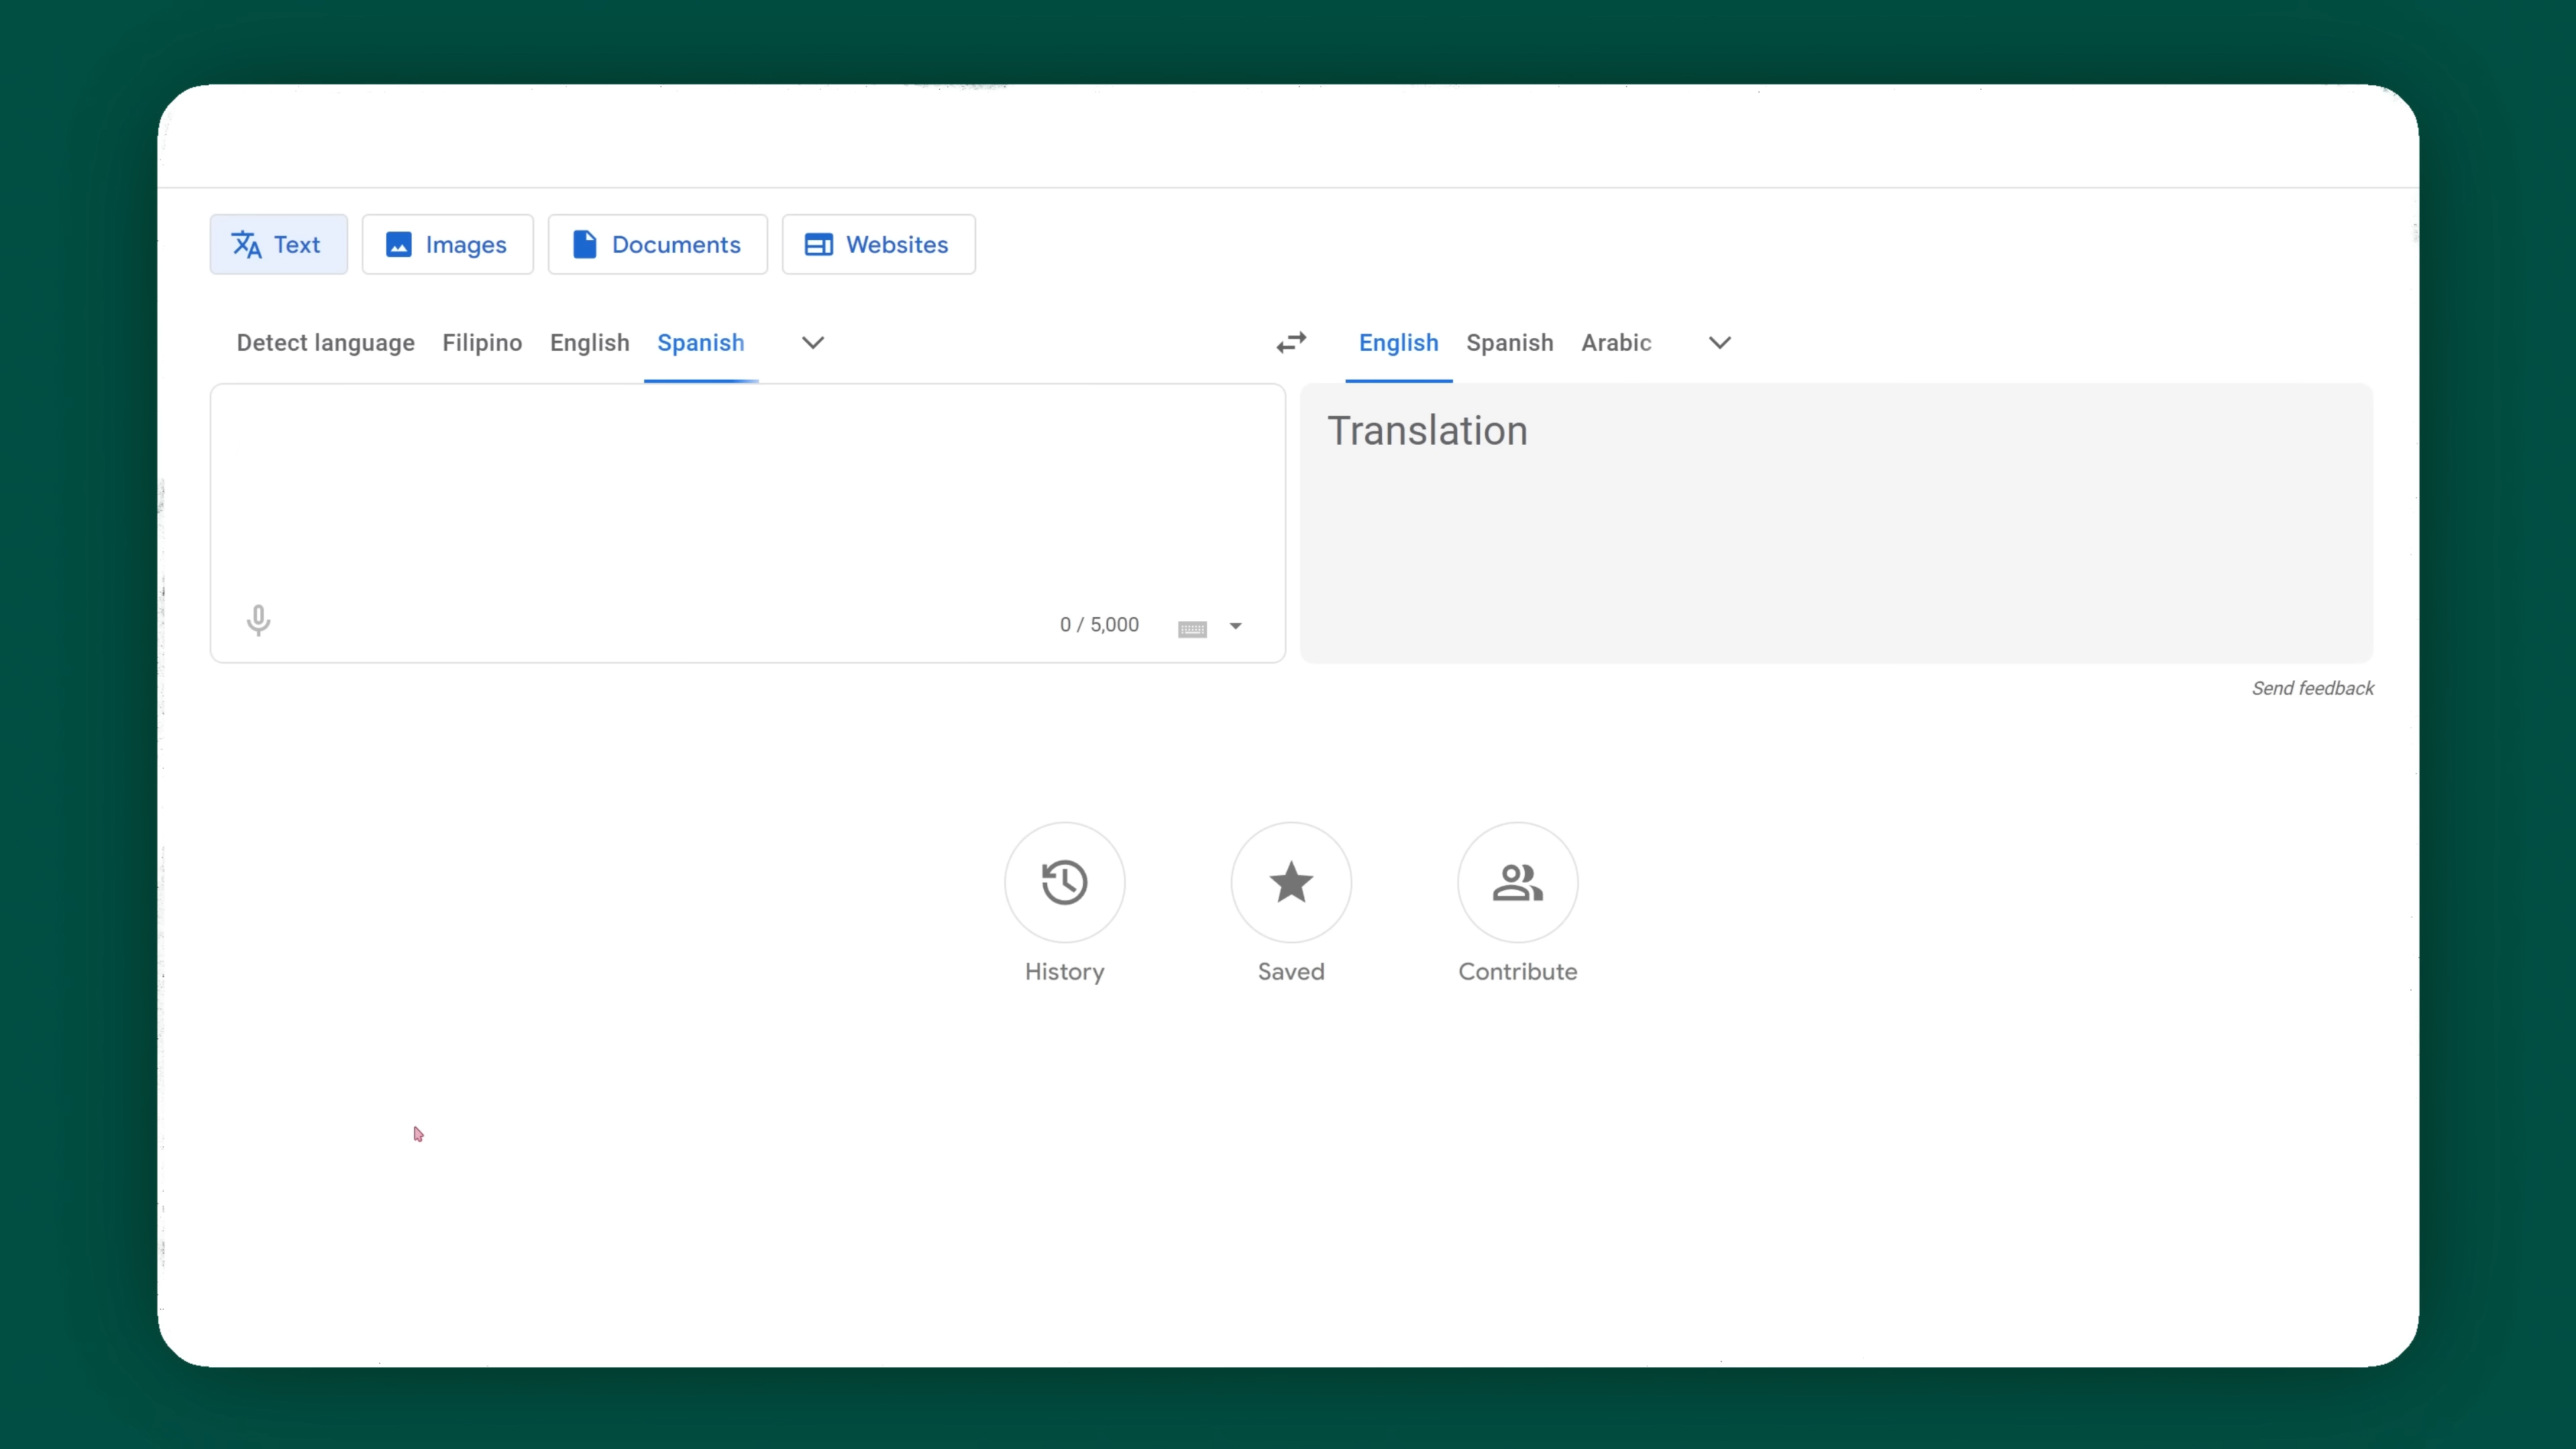 Text Images Documents Websites
Detect language Filipino English Spanish English Spanish Arabic
Translation
0 / 5,000
Send feedback
History Saved Contribute